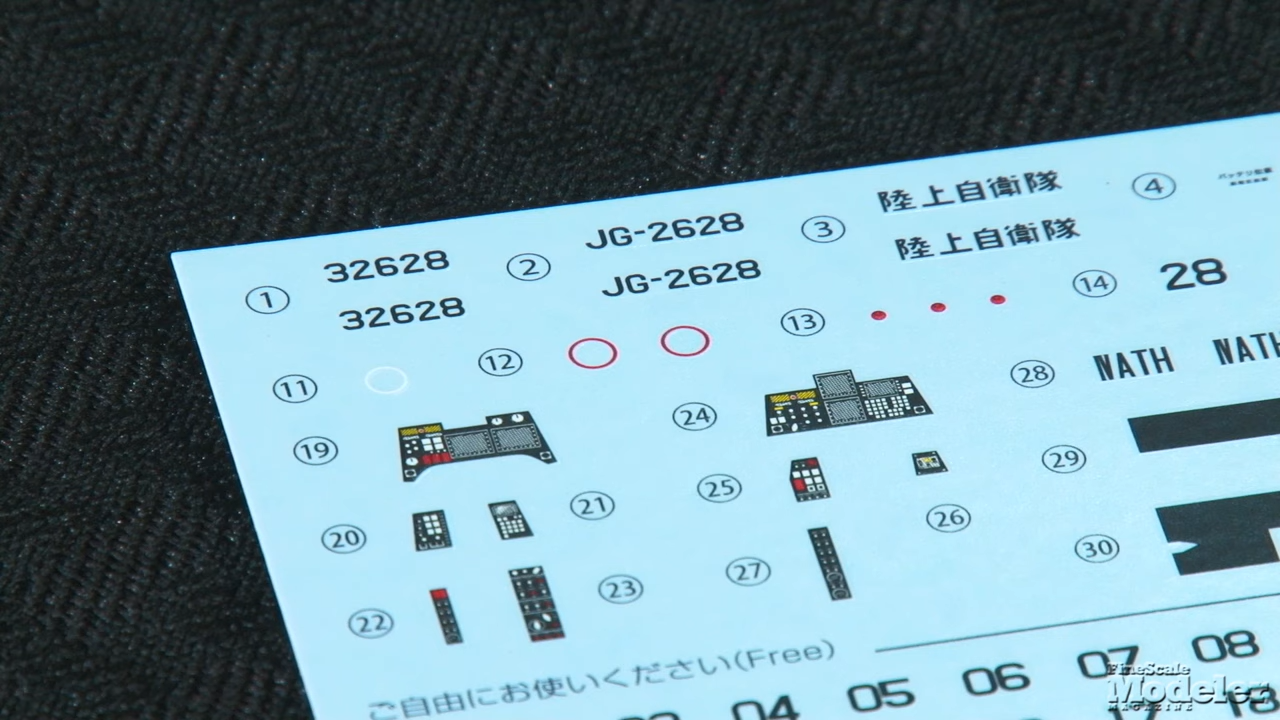 ① 32628 ② JG-2628 ③ 陸上自衛隊 ④
32628 JG-2628 陸上自衛隊
⑪ ⑫ ⑬ ⑭ 28
⑲ ㉔ ㉘ NATH NATH
⑳ ㉑ ㉕ ㉖ ㉙
㉒ ㉓ ㉗ ㉚
ご自由にお使いください(Free)
04 05 06 07 08
FineScale
Modeler
MAGAZINE